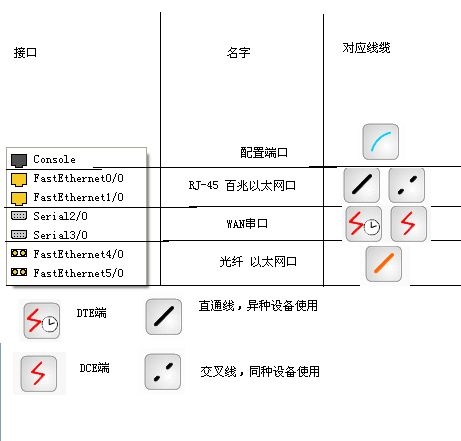 接口 名字 对应线缆
Console 配置端口
FastEthernet0/0 RJ-45 百兆以太网口
FastEthernet1/0
Serial2/0 WAN串口
Serial3/0
FastEthernet4/0 光纤 以太网口
FastEthernet5/0
DTE端 直通线，异种设备使用
DCE端 交叉线，同种设备使用